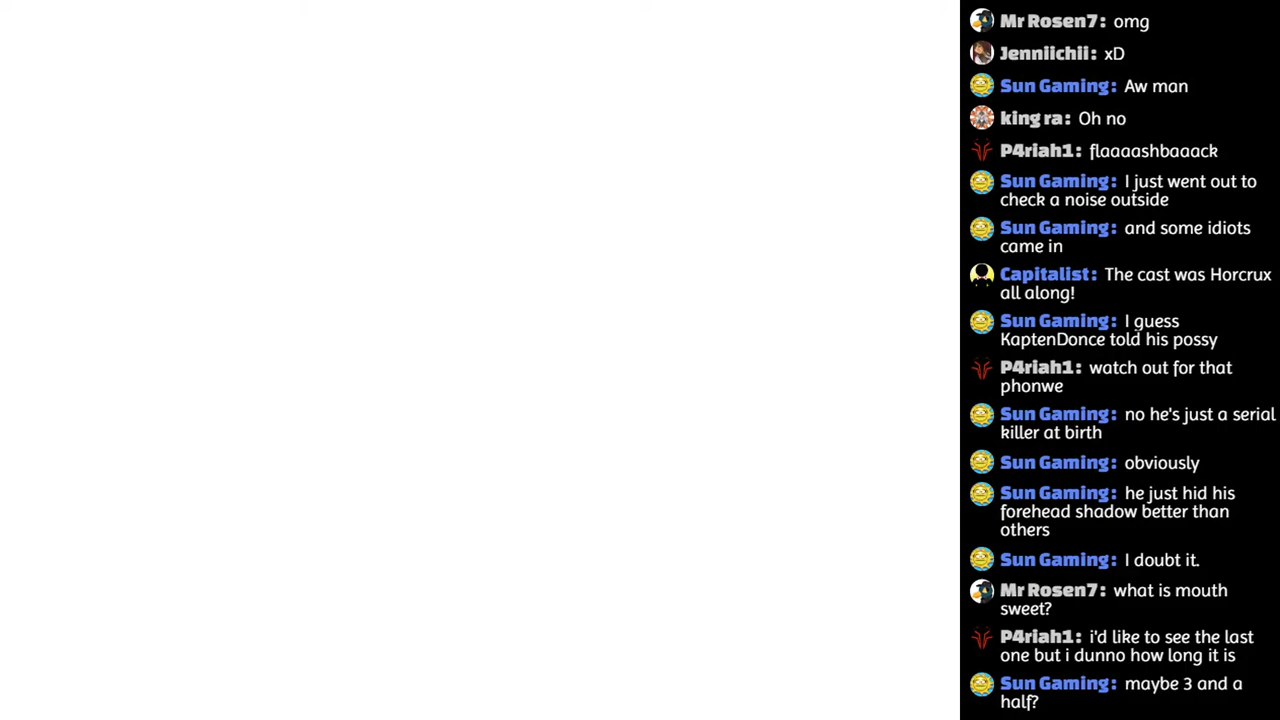 Mr Rosen7: omg
Jenniichii: xD
Sun Gaming: Aw man
king ra: Oh no
P4riah1: flaaaashbaaack
Sun Gaming: I just went out to
check a noise outside
Sun Gaming: and some idiots
came in
Capitalist: The cast was Horcrux
all along!
Sun Gaming: I guess
KaptenDonce told his possy
P4riah1: watch out for that
phonwe
Sun Gaming: no he's just a serial
killer at birth
Sun Gaming: obviously
Sun Gaming: he just hid his
forehead shadow better than
others
Sun Gaming: I doubt it.
Mr Rosen7: what is mouth
sweet?
P4riah1: i'd like to see the last
one but i dunno how long it is
Sun Gaming: maybe 3 and a
half?